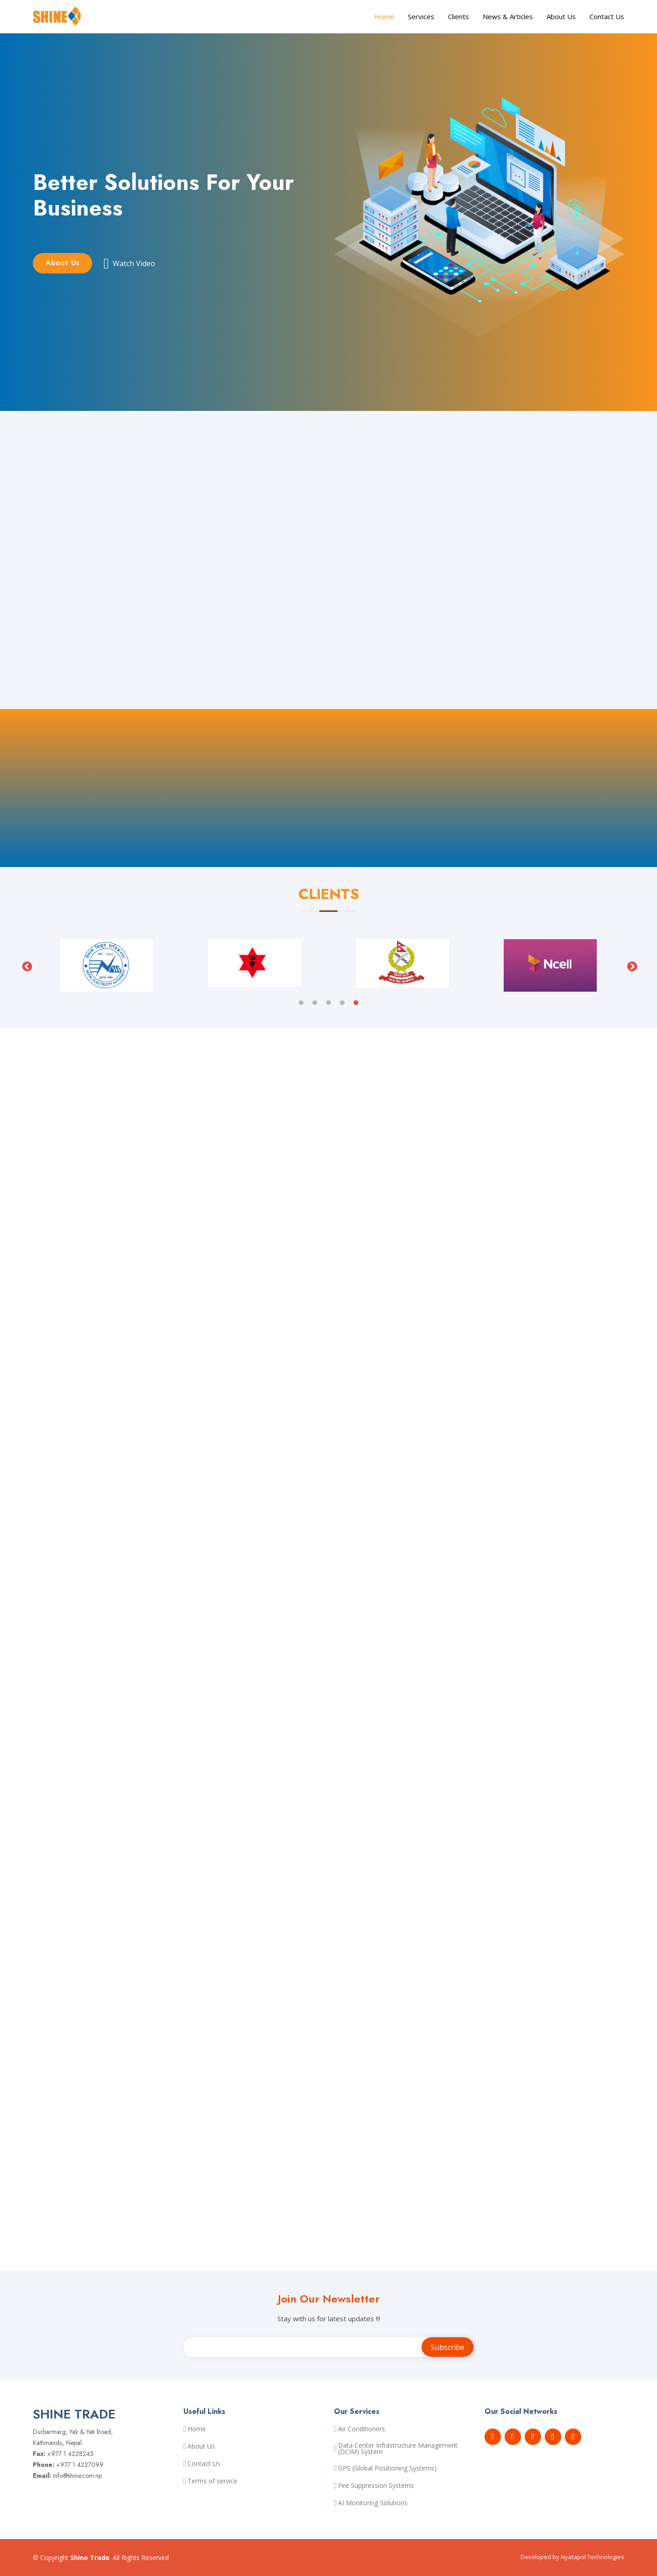 SHINE
Home
Services
Clients
News & Articles
About Us
Contact Us
Better Solutions For Your
Business
About Us
Watch Video
CLIENTS
Ncell
Join Our Newsletter
Stay with us for latest updates !!!
Subscribe
SHINE TRADE
Durbarmarg, Yak & Yeti Road,
Kathmandu, Nepal.
Fax: +977 1 4228245
Phone: +977 1 4227099
Email: info@shine.com.np
Useful Links
Home
About Us
Contact Us
Terms of service
Our Services
Air Conditioners
Data Center Infrastructure Management
(DCIM) System
GPS (Global Positioning Systems)
Fire Suppression Systems
AI Monitoring Solutions
Our Social Networks
© Copyright Shine Trade. All Rights Reserved
Developed by Nyatapol Technologies